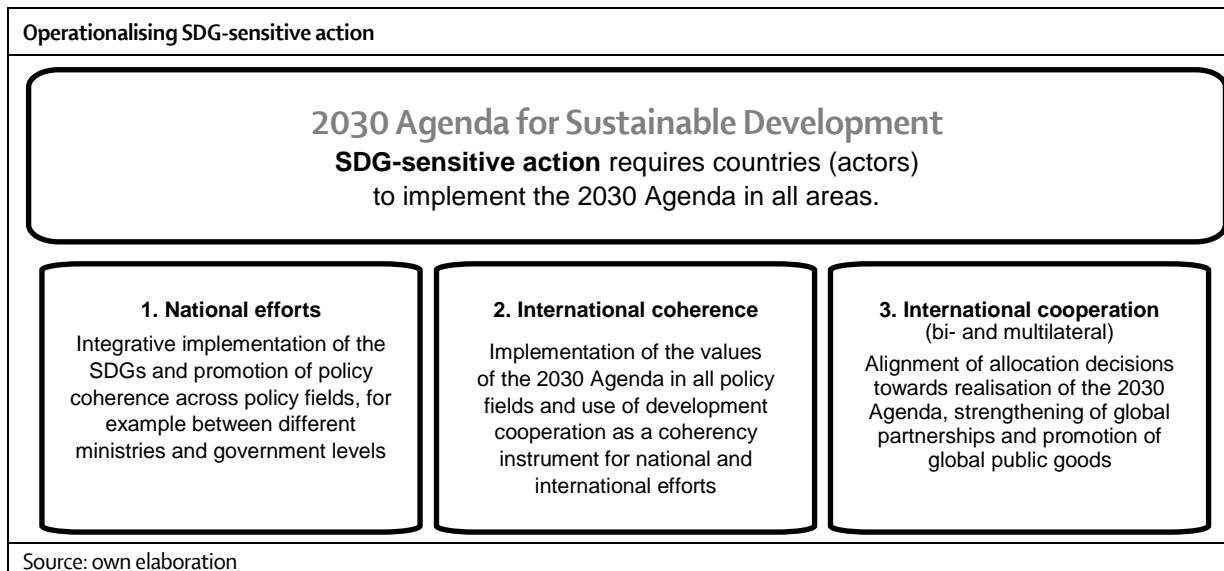 Operationalising SDG-sensitive action
2030 Agenda for Sustainable Development
SDG-sensitive action requires countries (actors)
to implement the 2030 Agenda in all areas.
1. National efforts
Integrative implementation of the
SDGs and promotion of policy
coherence across policy fields, for
example between different
ministries and government levels
2. International coherence
Implementation of the values
of the 2030 Agenda in all policy
fields and use of development
cooperation as a coherency
instrument for national and
international efforts
3. International cooperation
(bi- and multilateral)
Alignment of allocation decisions
towards realisation of the 2030
Agenda, strengthening of global
partnerships and promotion of
global public goods
Source: own elaboration